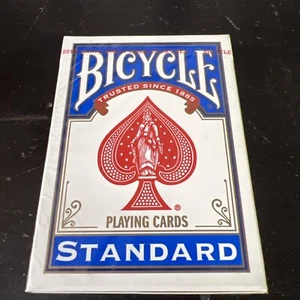 BICYCLE
TRUSTED SINCE 1885
®
PLAYING CARDS
STANDARD